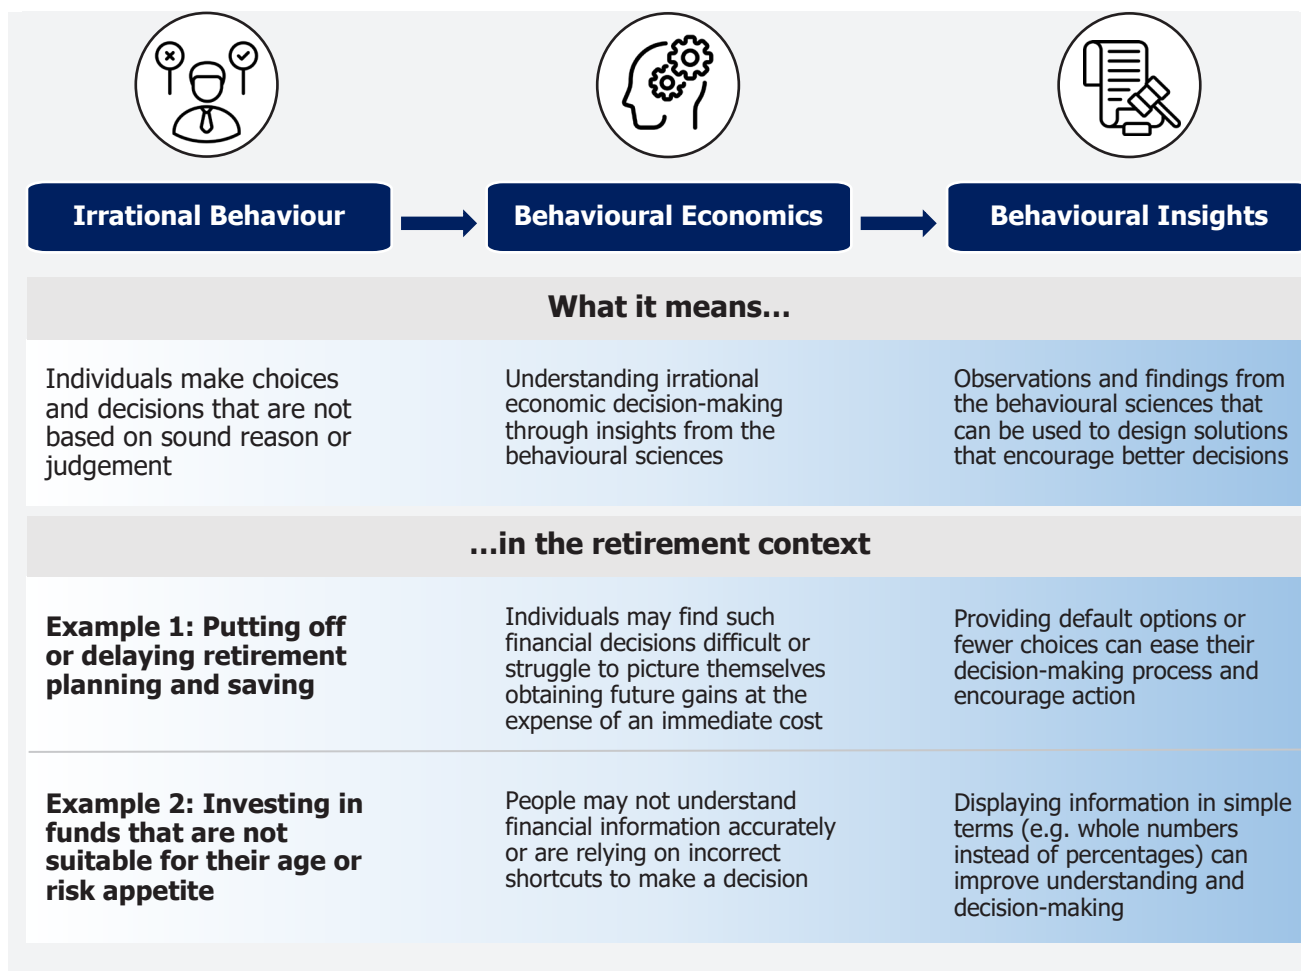 Irrational Behaviour
Behavioural Economics
Behavioural Insights
What it means...
Individuals make choices
and decisions that are not
based on sound reason or
judgement
Understanding irrational
economic decision-making
through insights from the
behavioural sciences
Observations and findings from
the behavioural sciences that
can be used to design solutions
that encourage better decisions
...in the retirement context
Example 1: Putting off
or delaying retirement
planning and saving
Individuals may find such
financial decisions difficult or
struggle to picture themselves
obtaining future gains at the
expense of an immediate cost
Providing default options or
fewer choices can ease their
decision-making process and
encourage action
Example 2: Investing in
funds that are not
suitable for their age or
risk appetite
People may not understand
financial information accurately
or are relying on incorrect
shortcuts to make a decision
Displaying information in simple
terms (e.g. whole numbers
instead of percentages) can
improve understanding and
decision-making